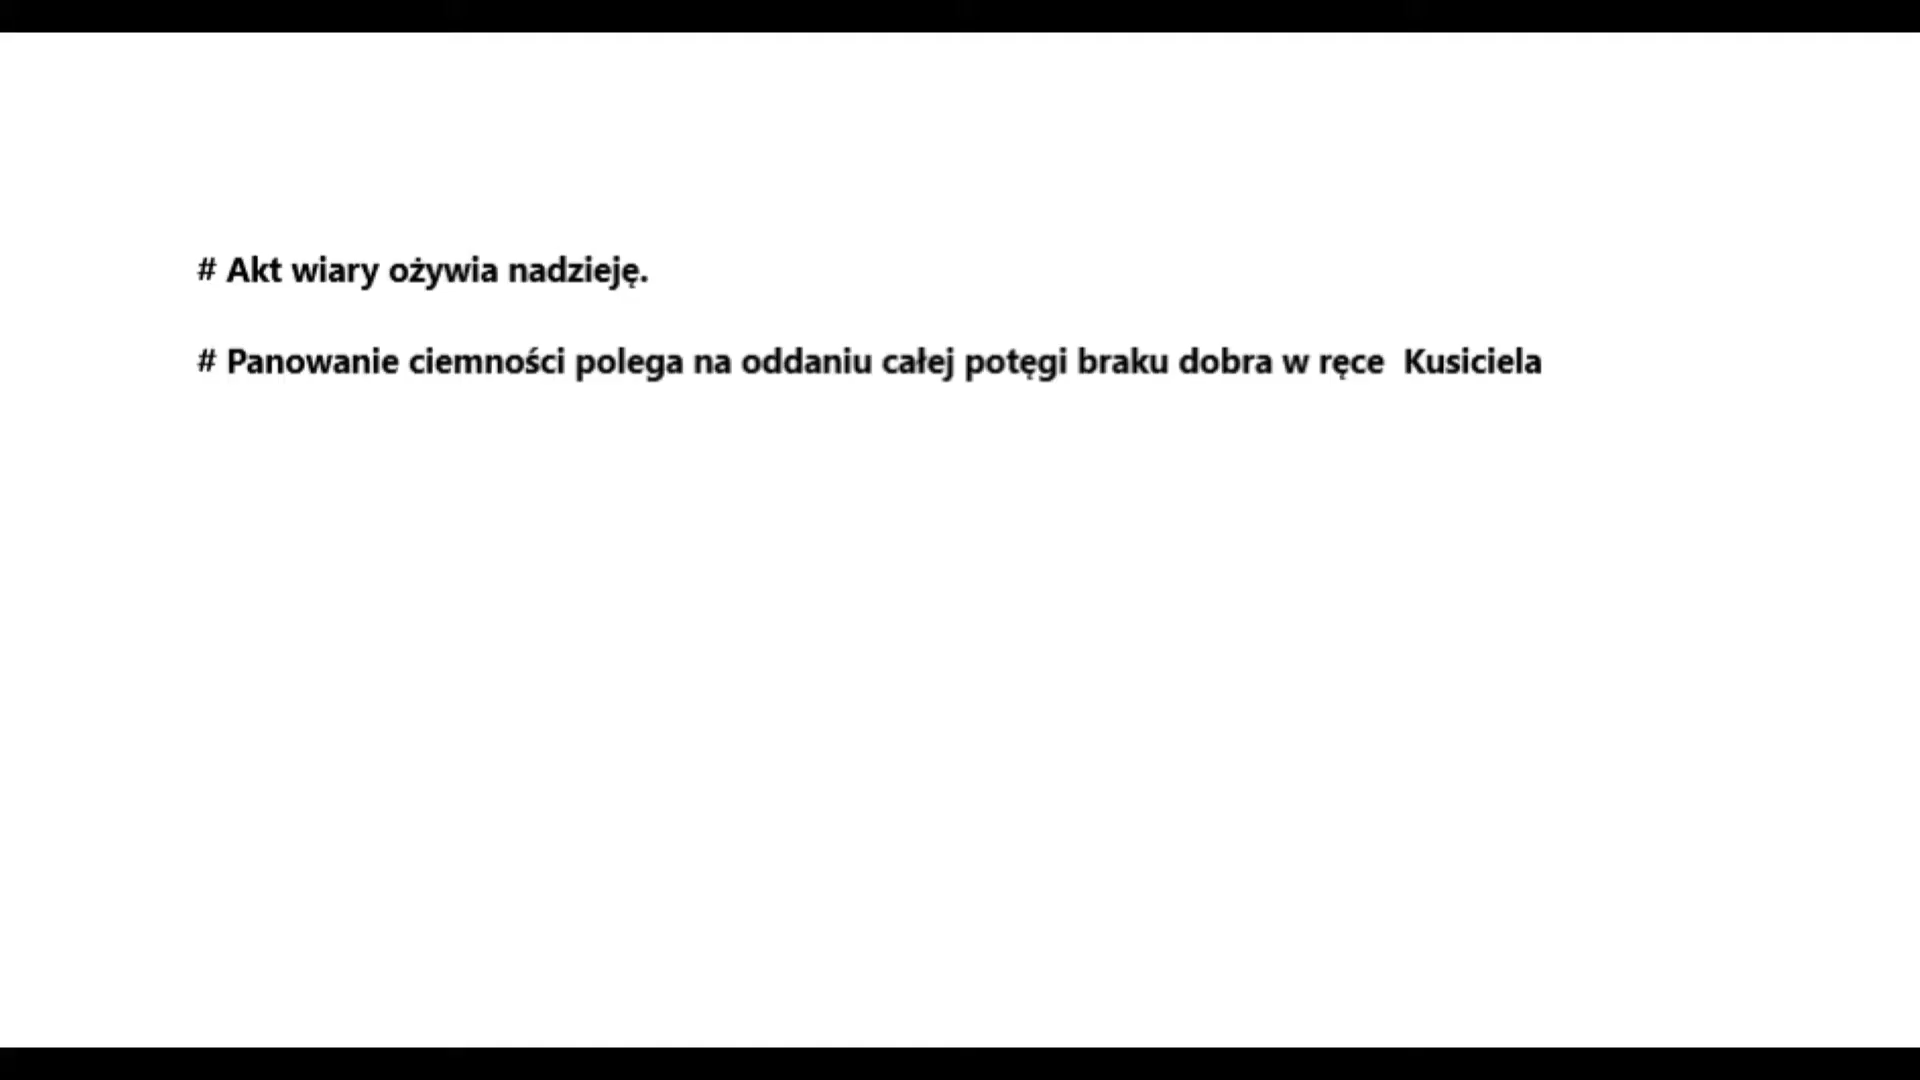 # Akt wiary ożywia nadzieję.
# Panowanie ciemności polega na oddaniu całej potęgi braku dobra w ręce  Kusiciela